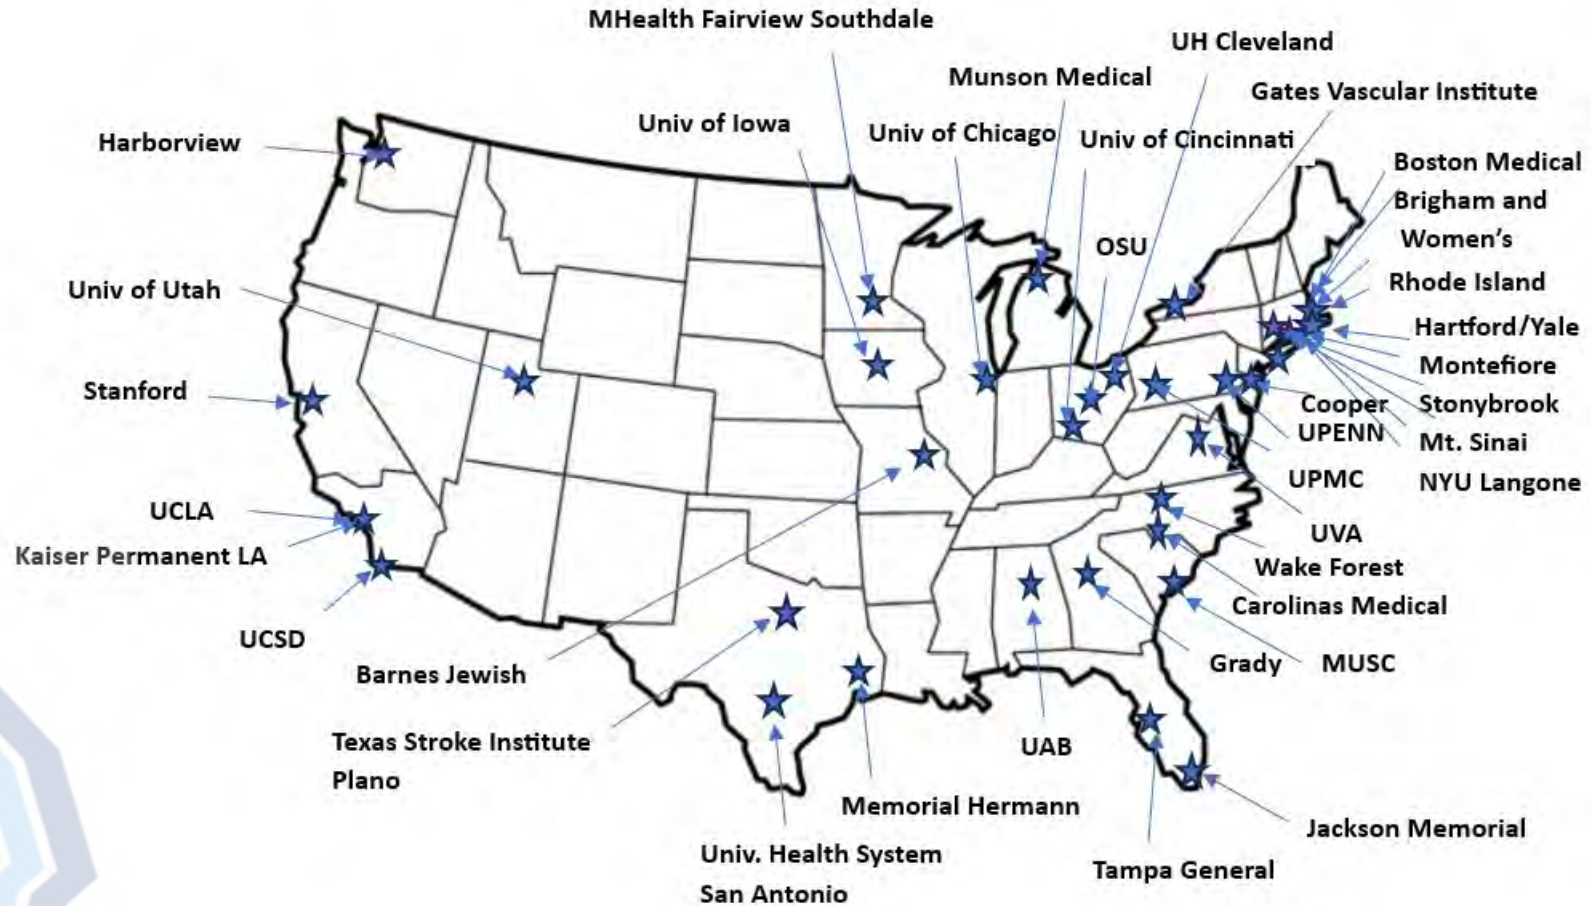 MHealth Fairview Southdale
UH Cleveland
Munson Medical
Gates Vascular Institute
Univ of Iowa
Univ of Chicago
Univ of Cincinnati
Harborview
Boston Medical
Brigham and
Women's
OSU
Rhode Island
Univ of Utah
Hartford/Yale
Montefiore
Stanford
Cooper
Stonybrook
UPENN
Mt. Sinai
UPMC
NYU Langone
UCLA
UVA
Kaiser Permanent LA
Wake Forest
Carolinas Medical
UCSD
Barnes Jewish
Grady
MUSC
Texas Stroke Institute
Plano
UAB
Memorial Hermann
Jackson Memorial
Univ. Health System
San Antonio
Tampa General